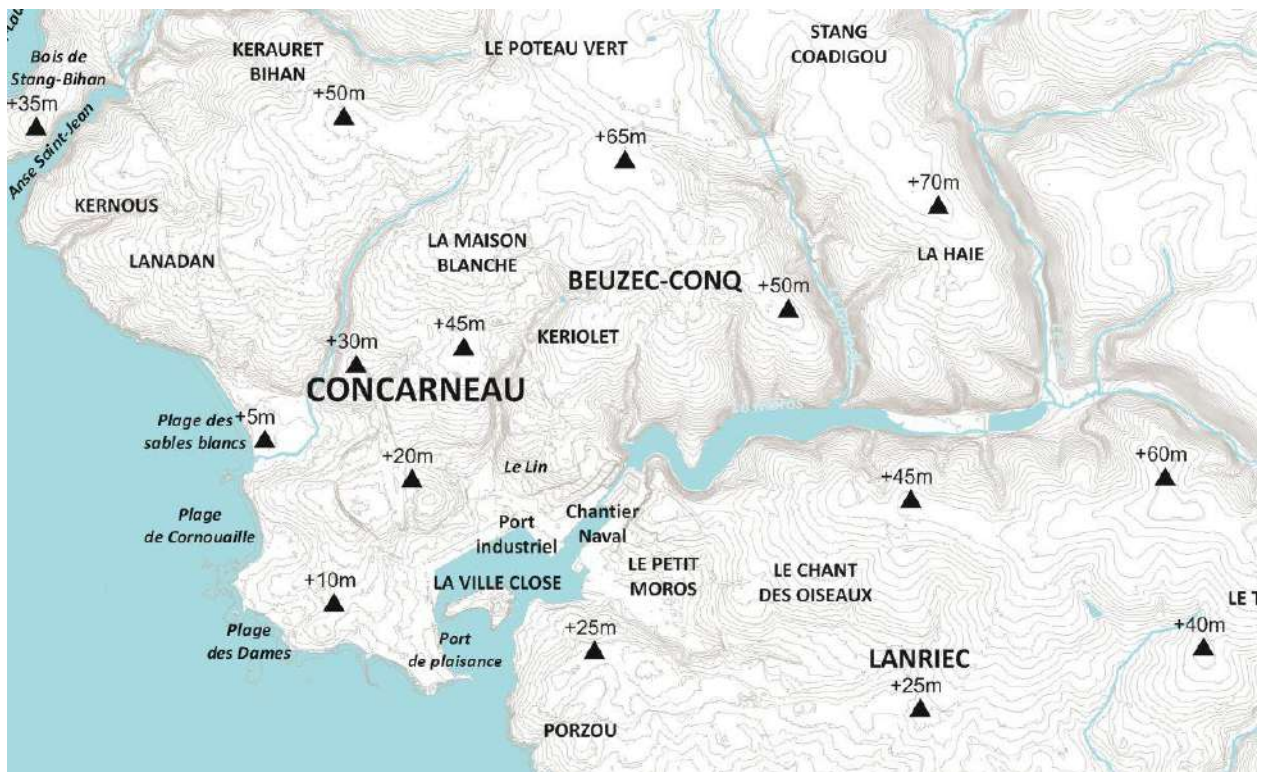 Bois de
Stang-Bihan
+35m
Anse Saint-Jean
KERAURET
BIHAN
+50m
LE POTEAU VERT
STANG
COADIGOU
+65m
+70m
KERNOUS
LANADAN
LA MAISON
BLANCHE
BEUZEC-CONQ
+50m
LA HAIE
+30m
+45m
KERIOLET
CONCARNEAU
Plage des
sables blancs
+5m
+20m
Le Lin
+45m
+60m
Plage
de Cornouaille
Port
industriel
Chantier
Naval
+10m
LA VILLE CLOSE
LE PETIT
MOROS
LE CHANT
DES OISEAUX
LE T
Plage
des Dames
Port
de plaisance
+25m
LANRIEC
+25m
+40m
PORZOU